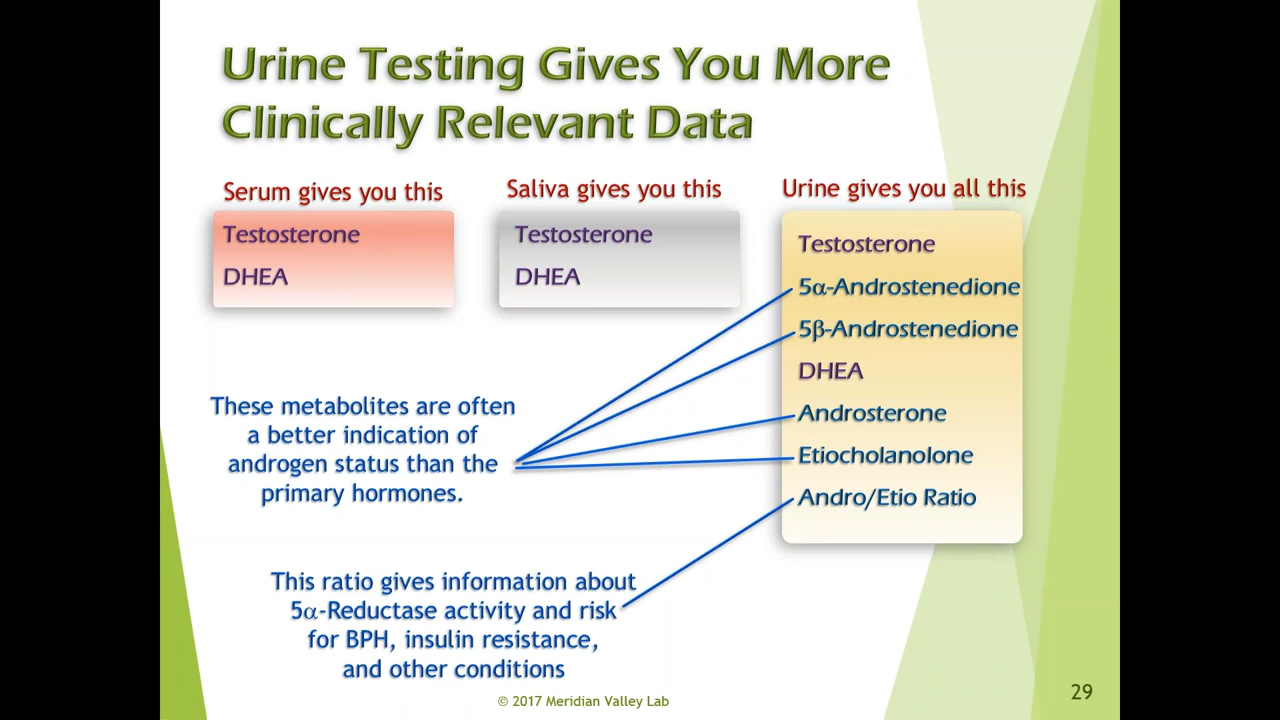 Urine Testing Gives You More
Clinically Relevant Data
Serum gives you this
Testosterone
DHEA
Saliva gives you this
Testosterone
DHEA
Urine gives you all this
Testosterone
5α-Androstenedione
5β-Androstenedione
DHEA
Androsterone
Etiocholanolone
Andro/Etio Ratio
These metabolites are often
a better indication of
androgen status than the
primary hormones.
This ratio gives information about
5α-Reductase activity and risk
for BPH, insulin resistance,
and other conditions
© 2017 Meridian Valley Lab
29